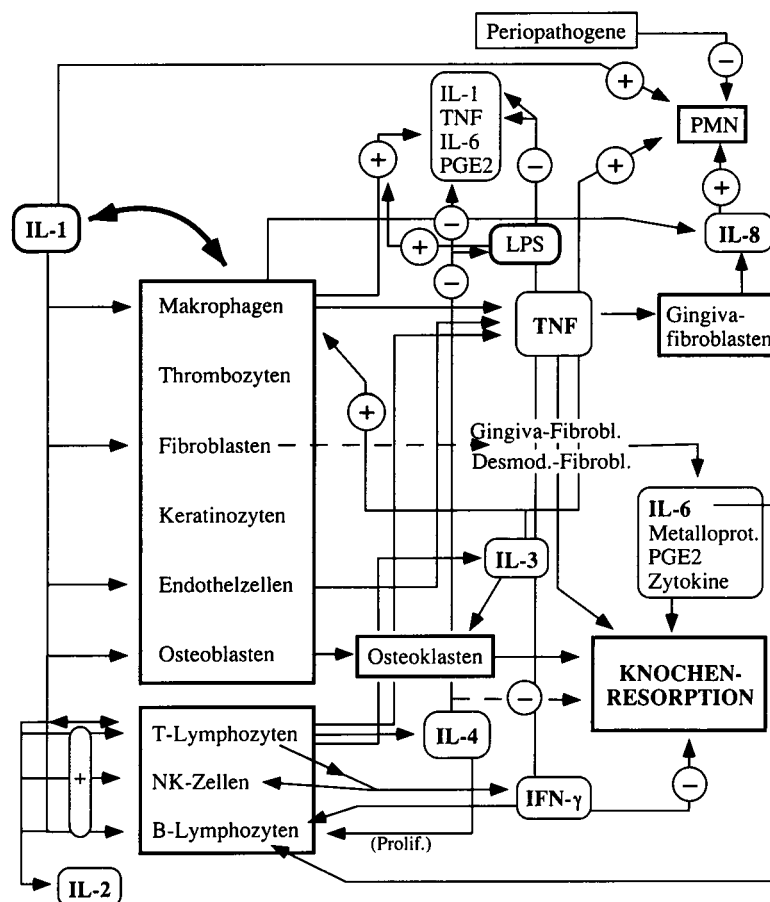 Periopathogene
−
+
IL-1
TNF
IL-6
PGE2
PMN
+
+
−
+
IL-1
−
+
LPS
IL-8
−
Makrophagen
TNF
Gingiva-
fibroblasten
Thrombozyten
+
Fibroblasten
Gingiva-Fibrobl.
Desmod.-Fibrobl.
Keratinozyten
IL-6
Metalloprot.
PGE2
Zytokine
IL-3
Endothelzellen
Osteoblasten
Osteoklasten
KNOCHEN-
RESORPTION
−
T-Lymphozyten
IL-4
+
NK-Zellen
IFN-γ
−
B-Lymphozyten
(Prolif.)
IL-2